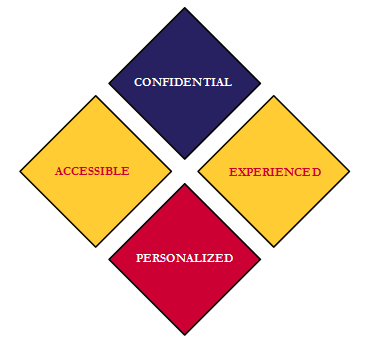 CONFIDENTIAL
ACCESSIBLE
EXPERIENCED
PERSONALIZED